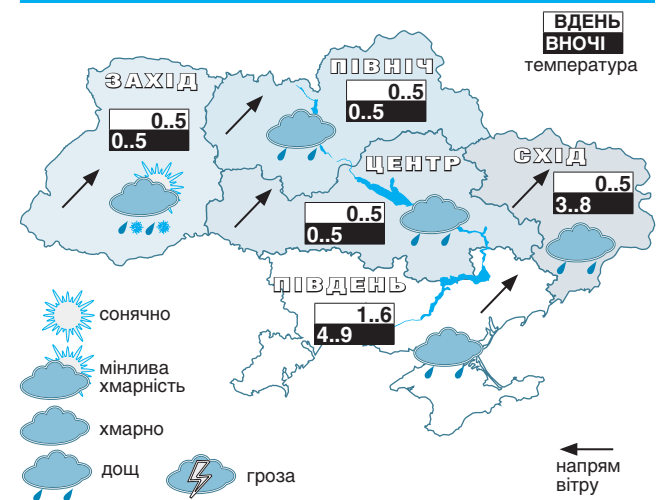 ВДЕНЬ
ВНОЧІ
температура
ПІВНІЧ
0..5
0..5
ЗАХІД
0..5
0..5
ЦЕНТР
0..5
0..5
СХІД
0..5
3..8
ПІВДЕНЬ
1..6
4..9
сонячно
мінлива
хмарність
хмарно
дощ
гроза
напрям
вітру